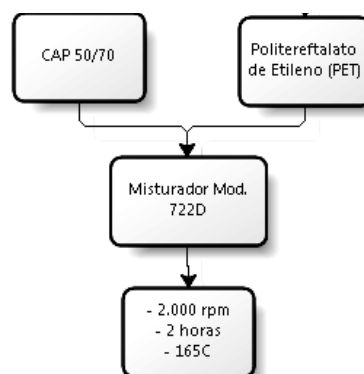 CAP 50/70
Politereftalato
de Etileno (PET)
Misturador Mod.
722D
- 2.000 rpm
- 2 horas
- 165C